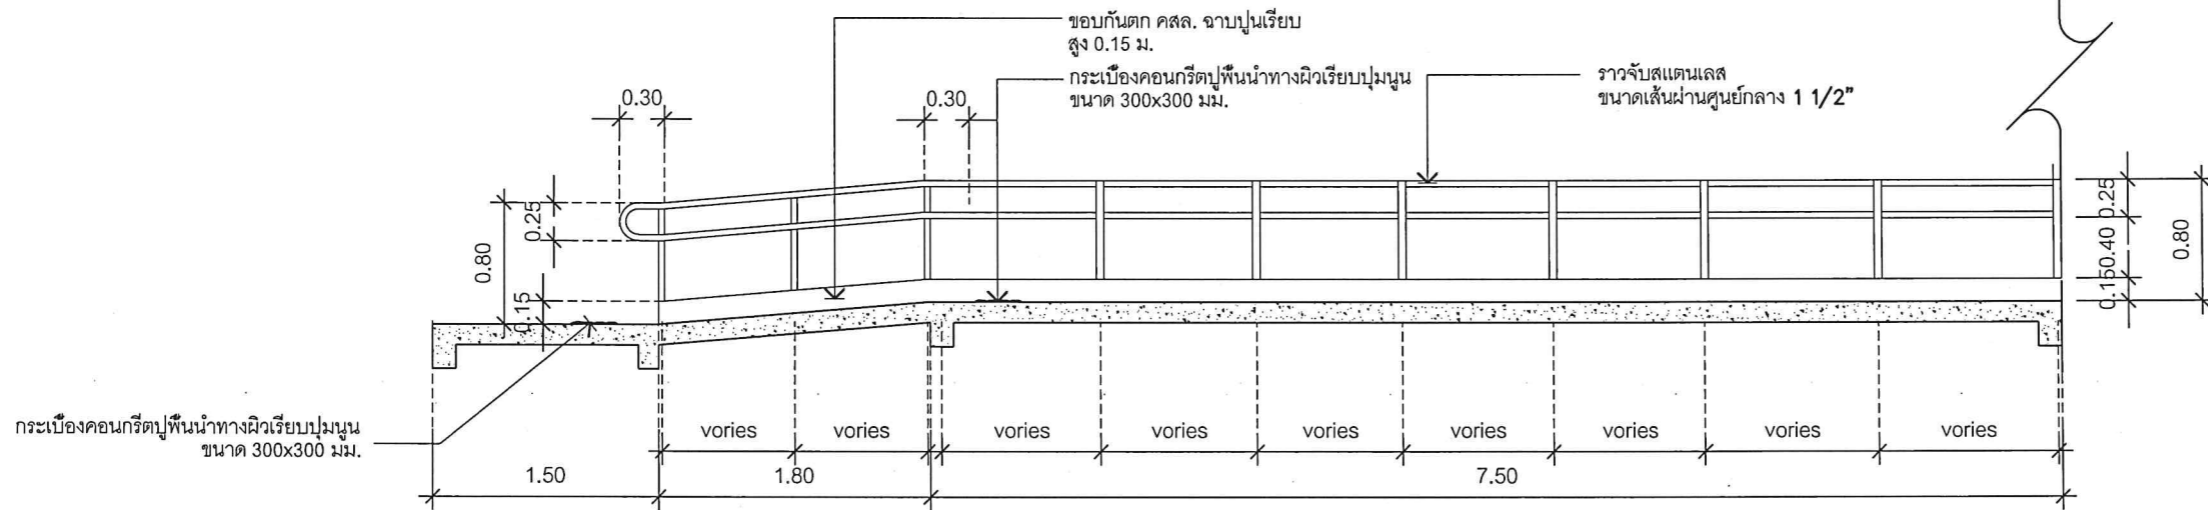 ขอบกันตก คสล. ฉาบปูนเรียบ
สูง 0.15 ม.
กระเบื้องคอนกรีตปูพื้นนำทางผิวเรียบปุ่มนูน
ขนาด 300x300 มม.
ราวจับสแตนเลส
ขนาดเส้นผ่านศูนย์กลาง 1 1/2"
0.30
0.30
0.25
0.80
0.15
0.25
0.40
0.15
0.80
กระเบื้องคอนกรีตปูพื้นนำทางผิวเรียบปุ่มนูน
ขนาด 300x300 มม.
vories vories vories vories vories vories vories vories vories
1.50 1.80 7.50